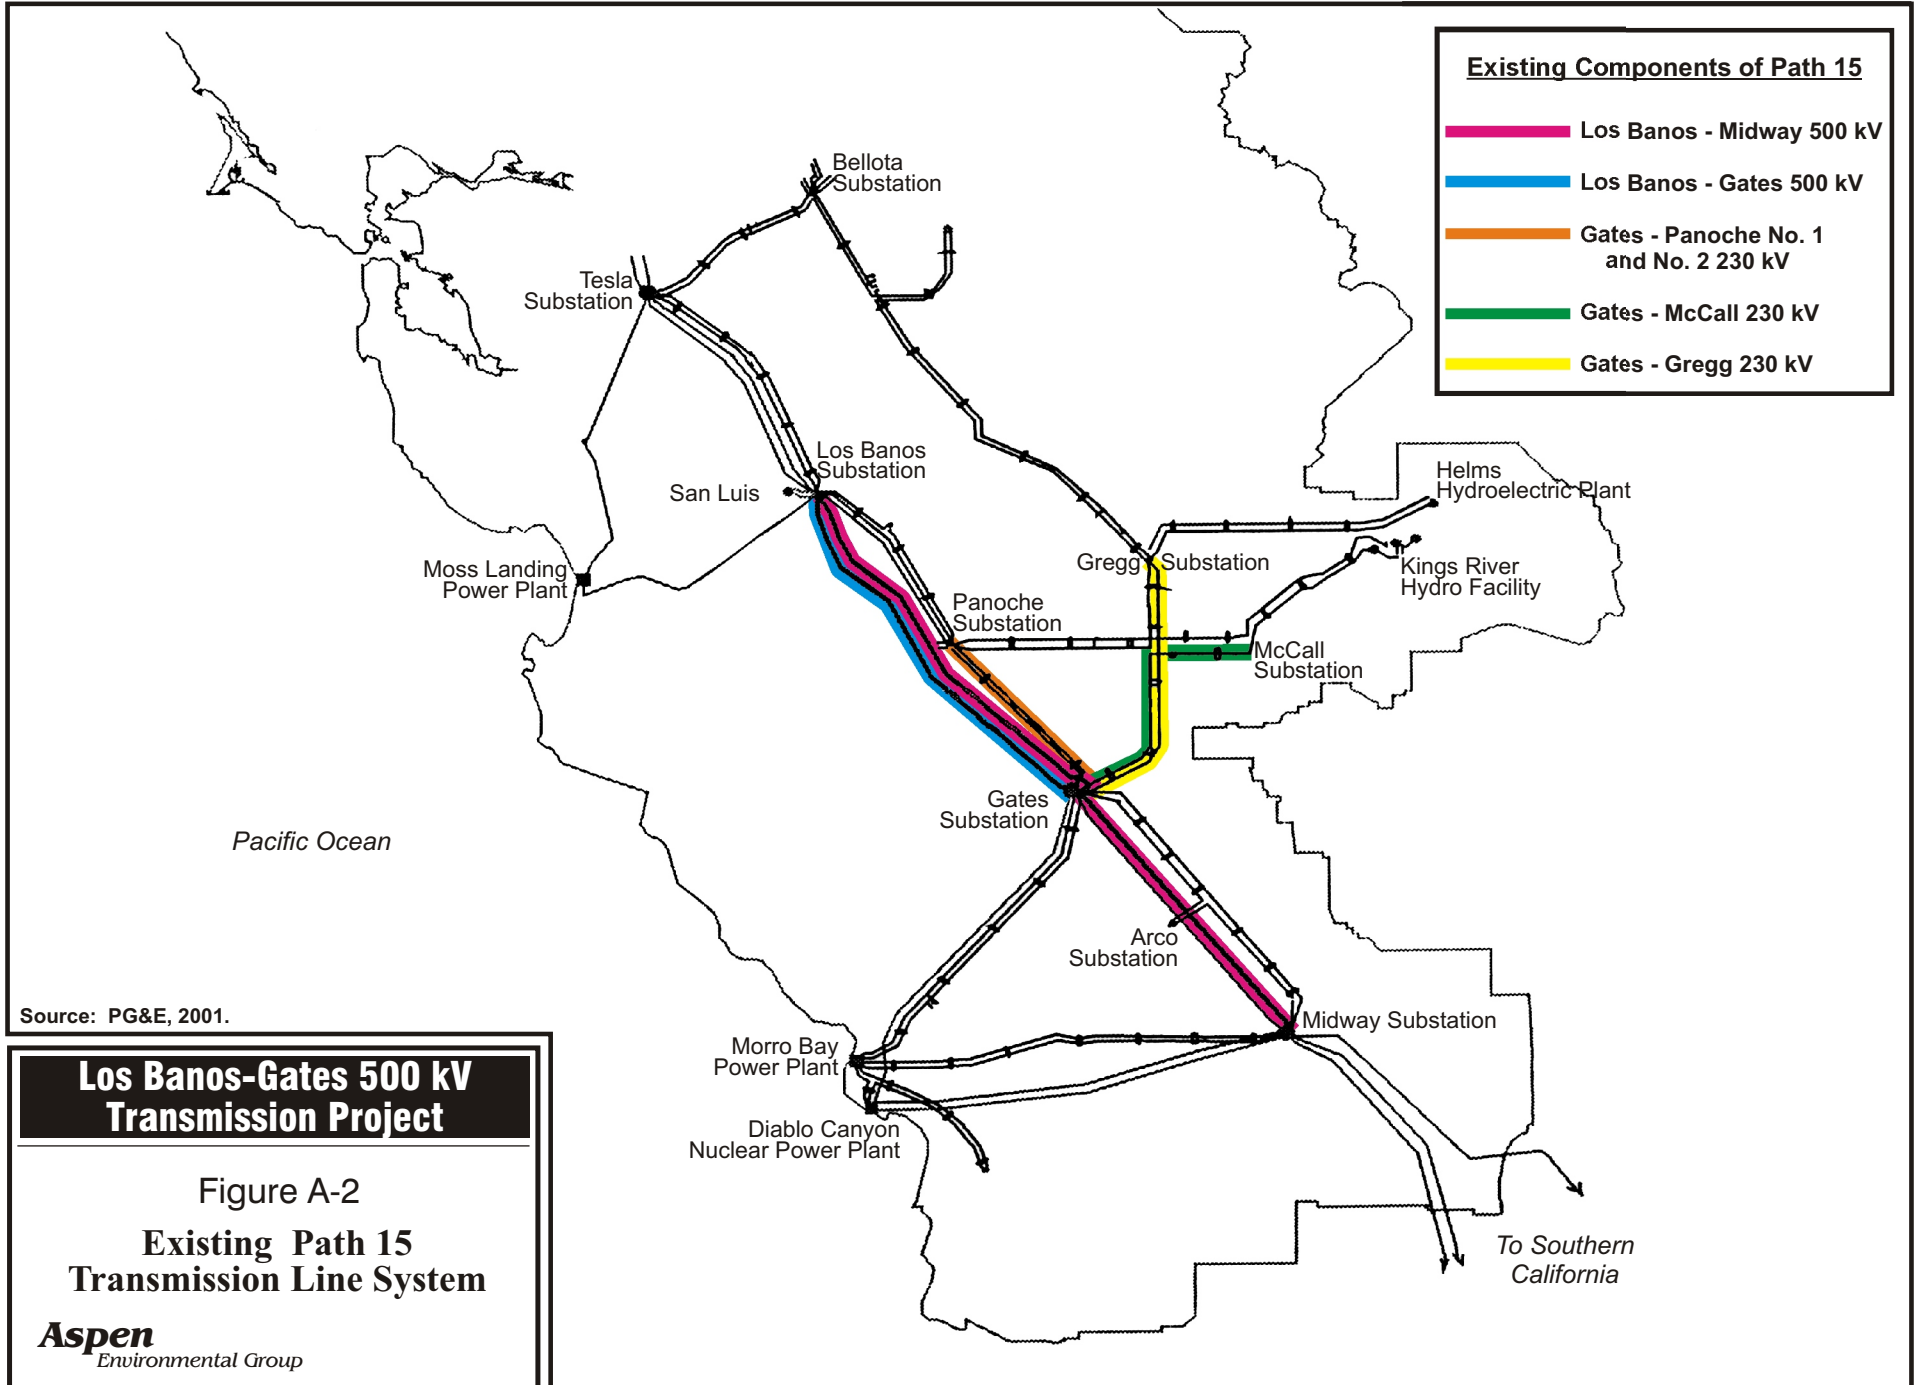 Existing Components of Path 15
Los Banos - Midway 500 kV
Los Banos - Gates 500 kV
Gates - Panoche No. 1
and No. 2 230 kV
Gates - McCall 230 kV
Gates - Gregg 230 kV
Bellota
Substation
Tesla
Substation
Los Banos
Substation
San Luis
Helms
Hydroelectric Plant
Moss Landing
Power Plant
Gregg Substation
Kings River
Hydro Facility
Panoche
Substation
McCall
Substation
Gates
Substation
Pacific Ocean
Arco
Substation
Midway Substation
Morro Bay
Power Plant
Diablo Canyon
Nuclear Power Plant
To Southern
California
Source: PG&E, 2001.
Los Banos-Gates 500 kV
Transmission Project
Figure A-2
Existing Path 15
Transmission Line System
Aspen
Environmental Group